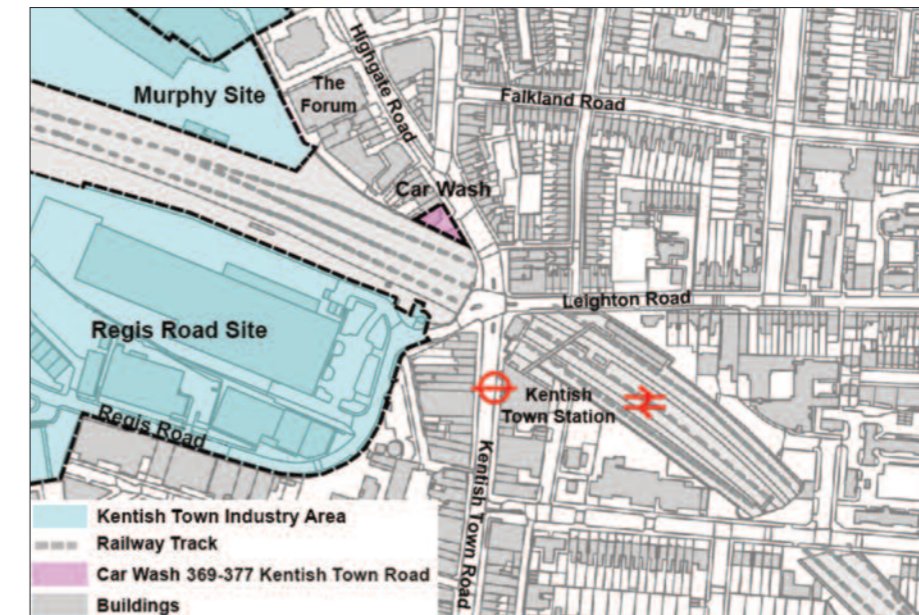 Murphy Site
The
Forum
Highgate Road
Falkland Road
Car Wash
Leighton Road
Regis Road Site
Kentish
Town Station
Regis Road
Kentish Town Road
Kentish Town Industry Area
Railway Track
Car Wash 369-377 Kentish Town Road
Buildings